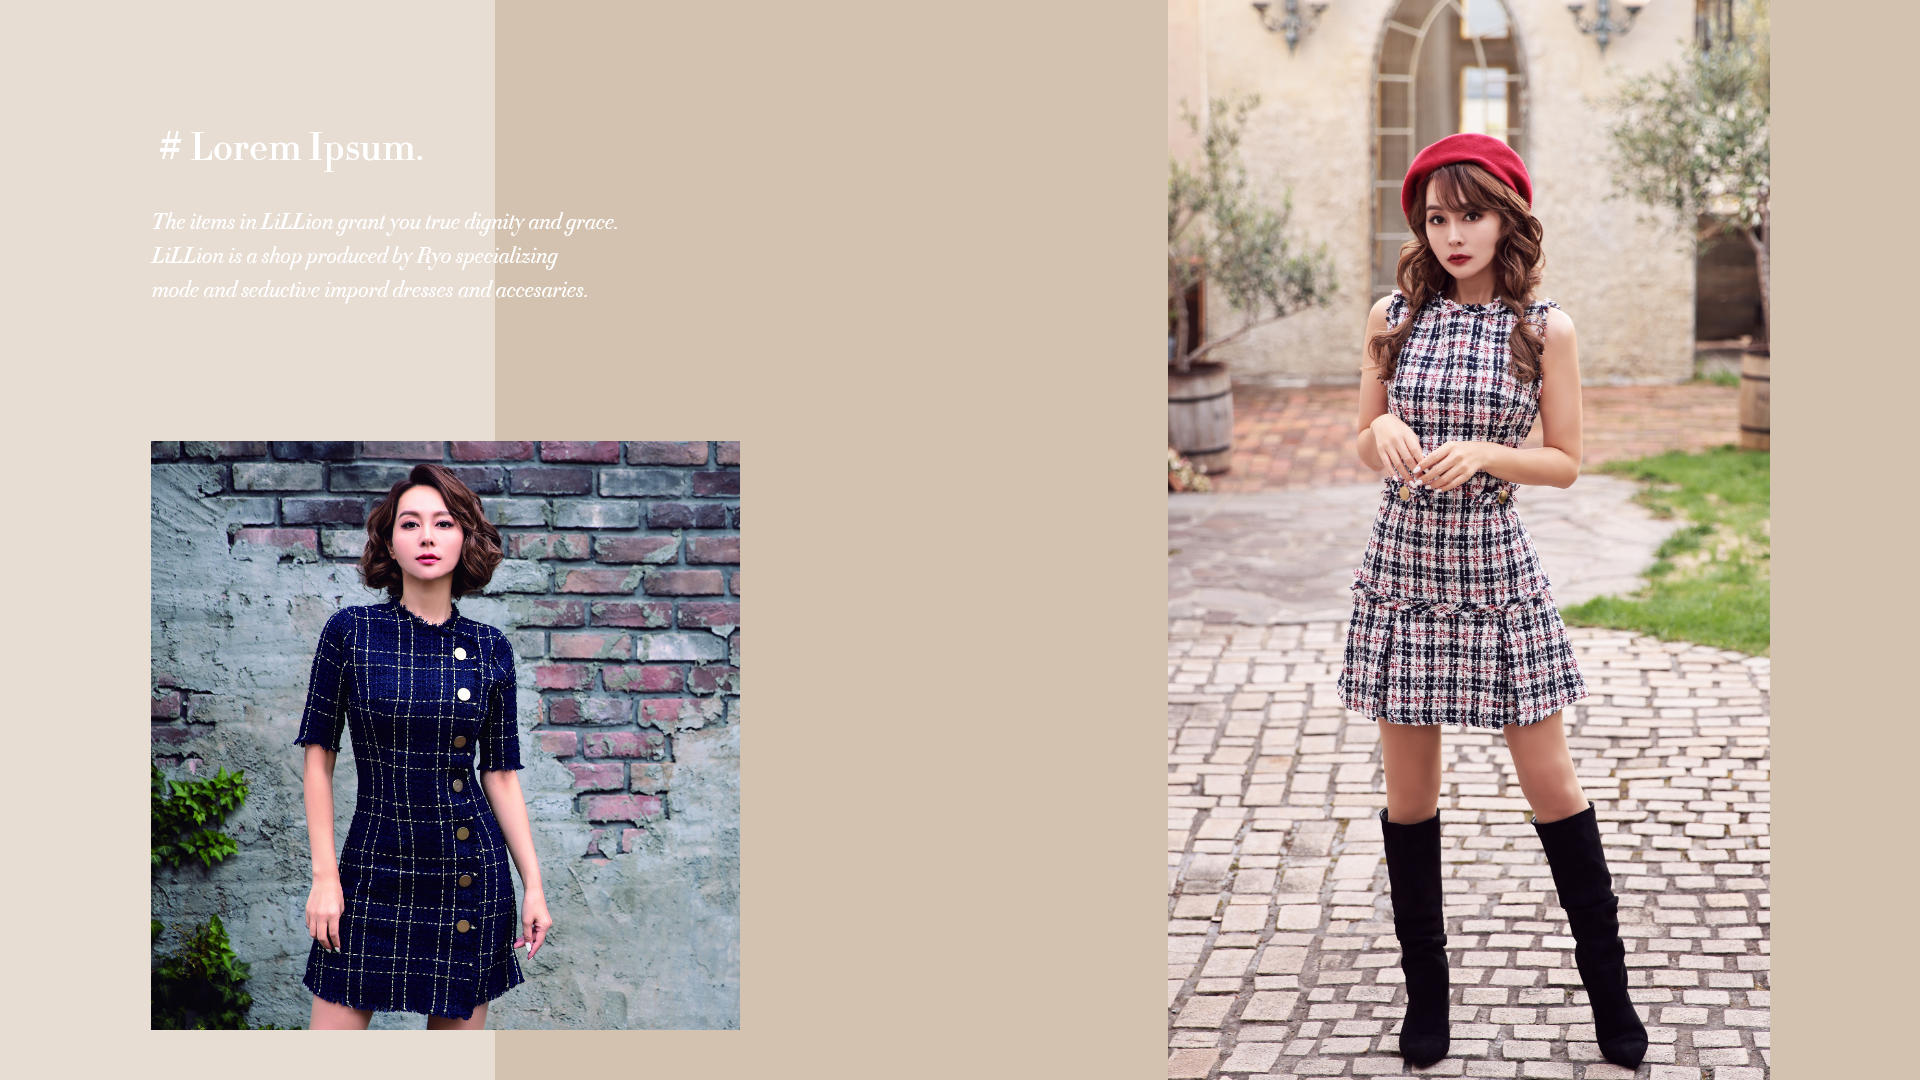 # Lorem Ipsum.
The items in LiLLion grant you true dignity and grace.
LiLLion is a shop produced by Ryo specializing
mode and seductive impord dresses and accesaries.